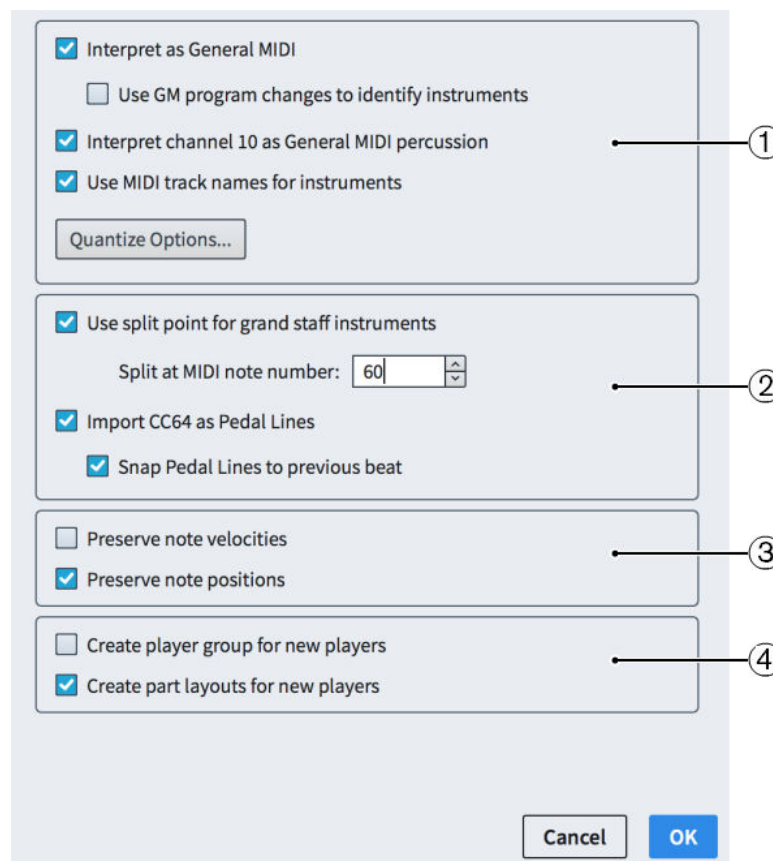 Interpret as General MIDI
Use GM program changes to identify instruments
Interpret channel 10 as General MIDI percussion
1
Use MIDI track names for instruments
Quantize Options...
Use split point for grand staff instruments
Split at MIDI note number: 60
2
Import CC64 as Pedal Lines
Snap Pedal Lines to previous beat
Preserve note velocities
3
Preserve note positions
Create player group for new players
4
Create part layouts for new players
Cancel OK